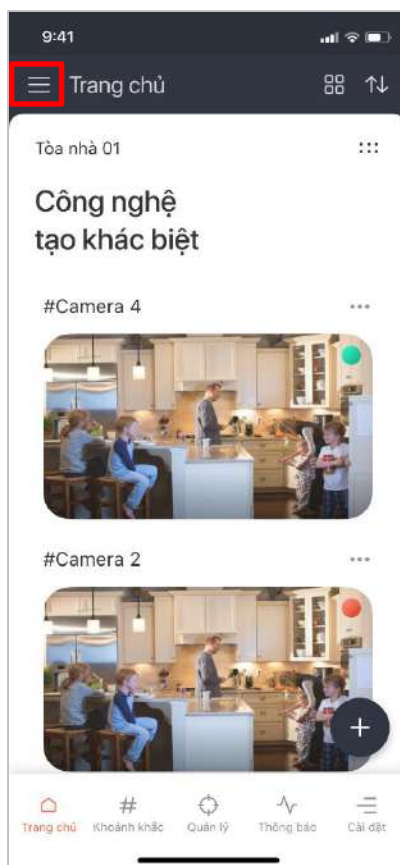 9:41
Trang chủ
Tòa nhà 01
Công nghệ
tạo khác biệt
#Camera 4
#Camera 2
Trang chủ
Khoảnh khắc
Quản lý
Thông báo
Cài đặt